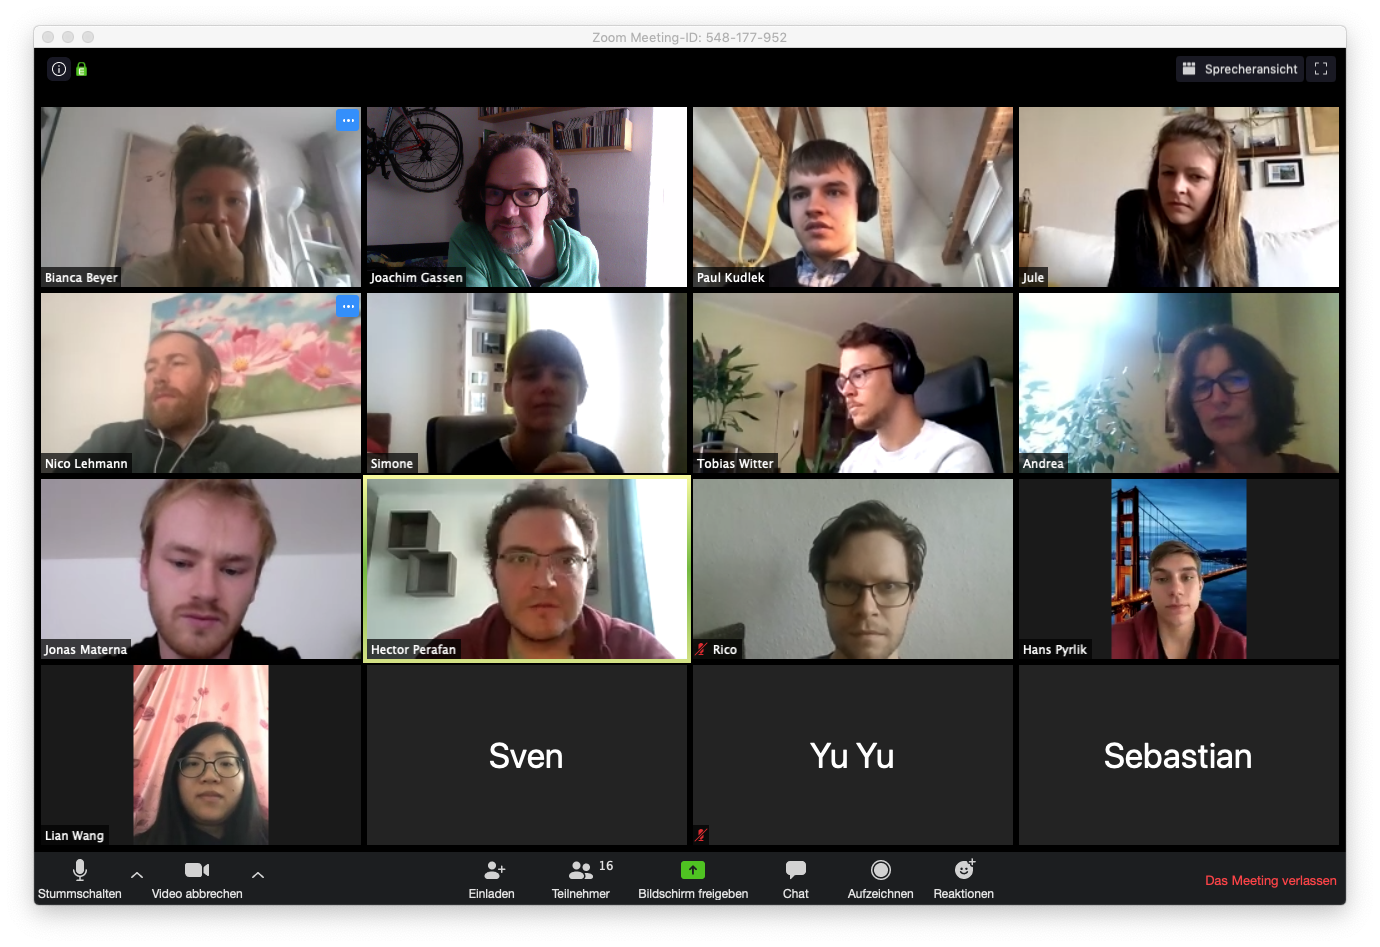 Zoom Meeting-ID: 548-177-952
Sprecheransicht
Bianca Beyer
Joachim Gassen
Paul Kudlek
Jule
Nico Lehmann
Simone
Tobias Witter
Andrea
Jonas Materna
Hector Perafan
Rico
Hans Pyrlik
Lian Wang
Sven
Yu Yu
Sebastian
Stummschalten
Video abbrechen
Einladen
16
Teilnehmer
Bildschirm freigeben
Chat
Aufzeichnen
Reaktionen
Das Meeting verlassen